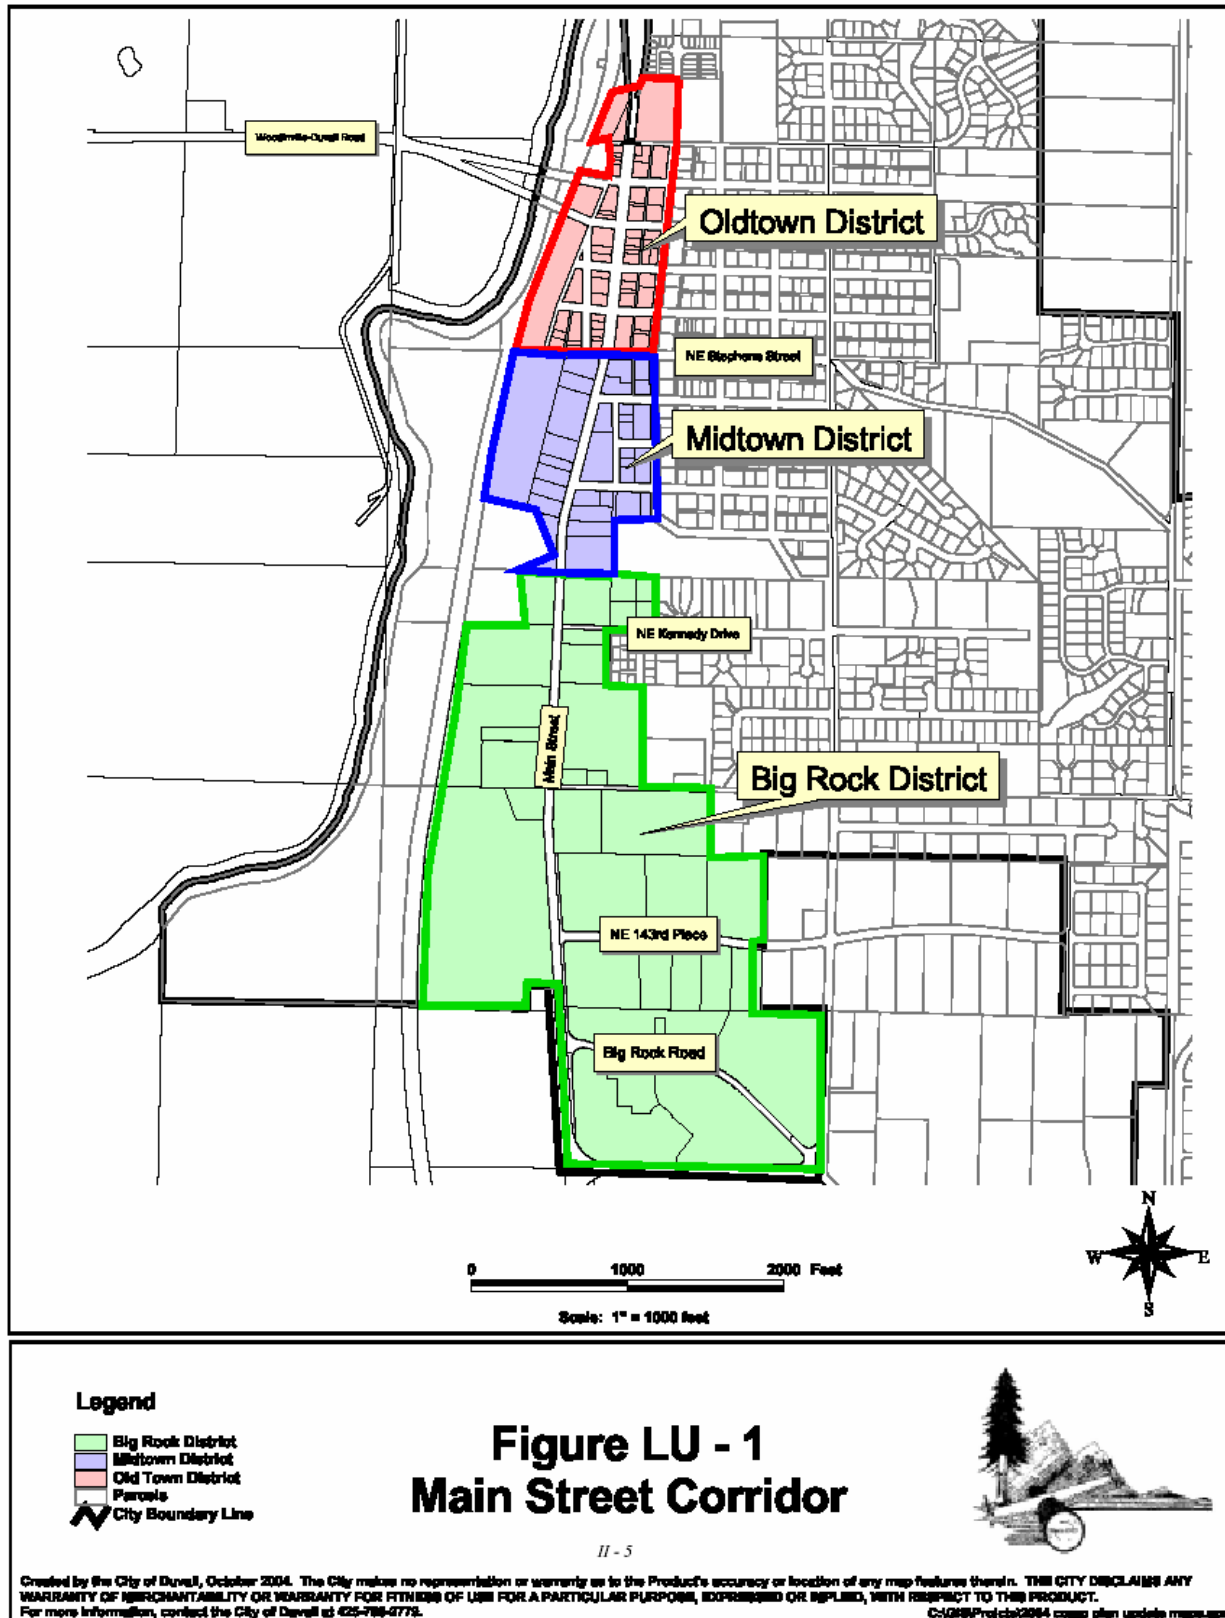 Woodinville-Duvall Road
Oldtown District
NE Stephens Street
Midtown District
NE Kennedy Drive
Main Street
Big Rock District
NE 143rd Place
Big Rock Road
N
W E
S
0 1000 2000 Feet
Scale: 1" = 1000 feet
Legend
Big Rock District
Midtown District
Old Town District
Parcels
City Boundary Line
Figure LU - 1
Main Street Corridor
II - 5
Created by the City of Duvall, October 2004. The City makes no representation or warranty as to the Product's accuracy or location of any map features therein. THE CITY DISCLAIMS ANY
WARRANTY OF MERCHANTABILITY OR WARRANTY FOR FITNESS OF USE FOR A PARTICULAR PURPOSE, EXPRESSED OR IMPLIED, WITH RESPECT TO THIS PRODUCT.
For more information, contact the City of Duvall at
comp plan update maps